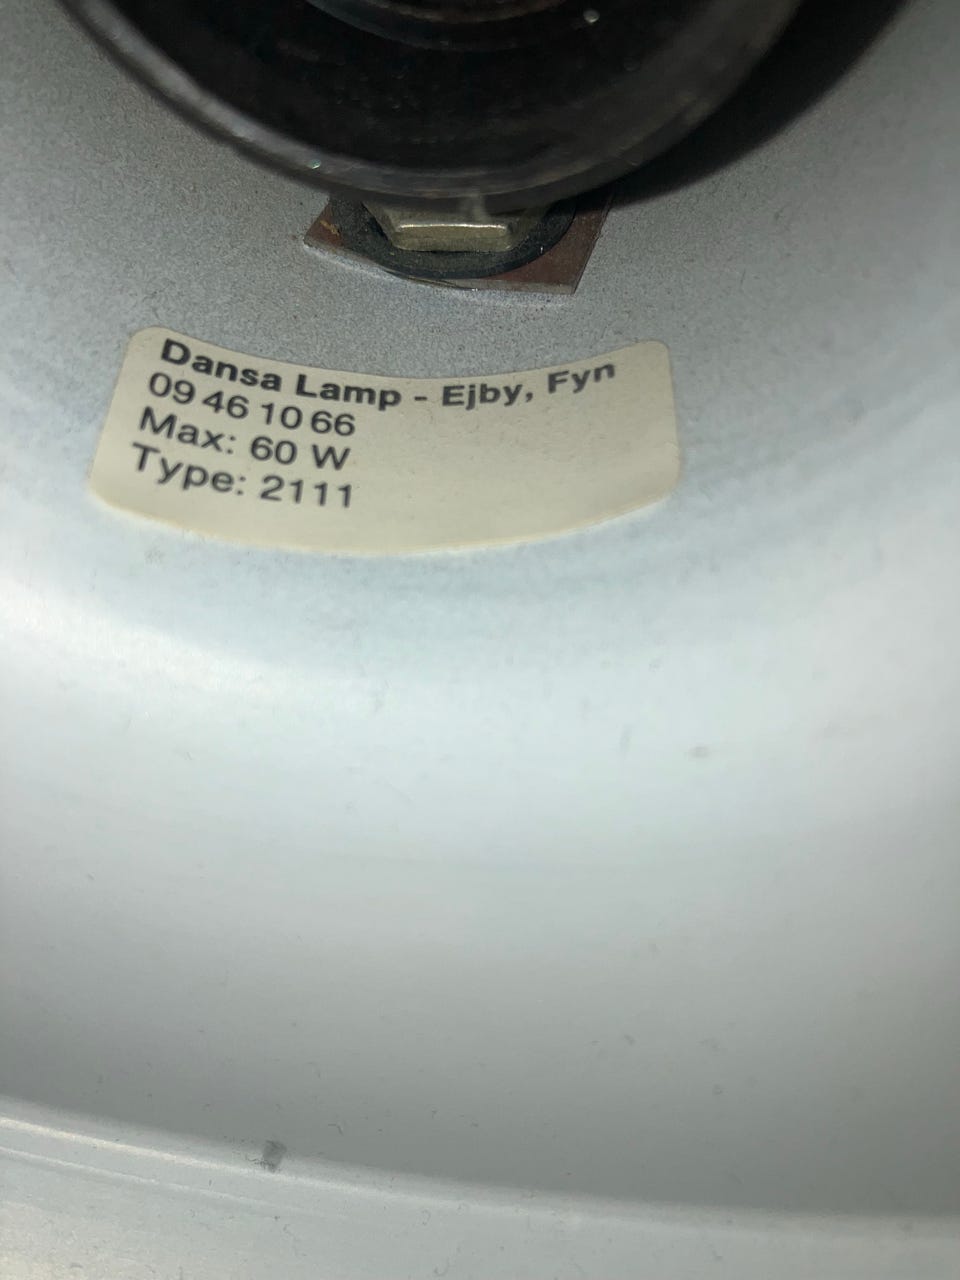 Dansa Lamp - Ejby, Fyn
09 46 10 66
Max: 60 W
Type: 2111